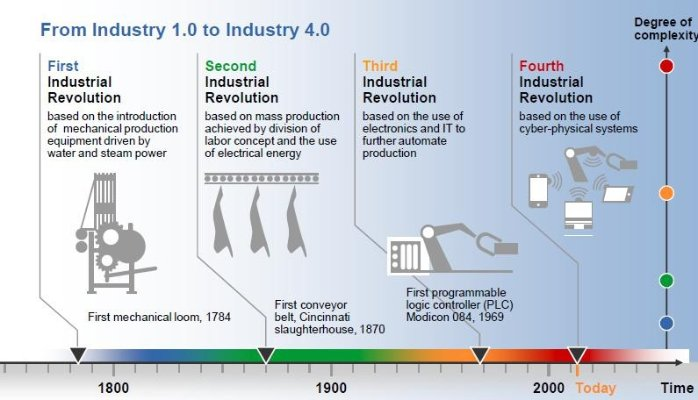 From Industry 1.0 to Industry 4.0
Degree of
complexity
First
Industrial
Revolution
based on the introduction
of mechanical production
equipment driven by
water and steam power
First mechanical loom, 1784
Second
Industrial
Revolution
based on mass production
achieved by division of
labor concept and the use
of electrical energy
First conveyor
belt, Cincinnati
slaughterhouse, 1870
Third
Industrial
Revolution
based on the use of
electronics and IT to
further automate
production
First programmable
logic controller (PLC)
Modicon 084, 1969
Fourth
Industrial
Revolution
based on the use of
cyber-physical systems
1800
1900
2000
Today
Time